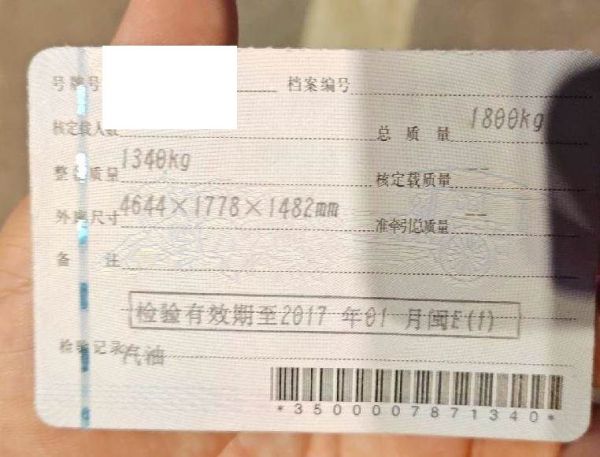 号牌号 档案编号
核定载人数 总质量 1800kg
整备质量 1340kg 核定载质量 --
外廓尺寸 4644×1778×1482mm 准牵引总质量 --
备注
检验有效期至2017 年01 月闽E(1)
检验记录 汽油
*3500007871340*